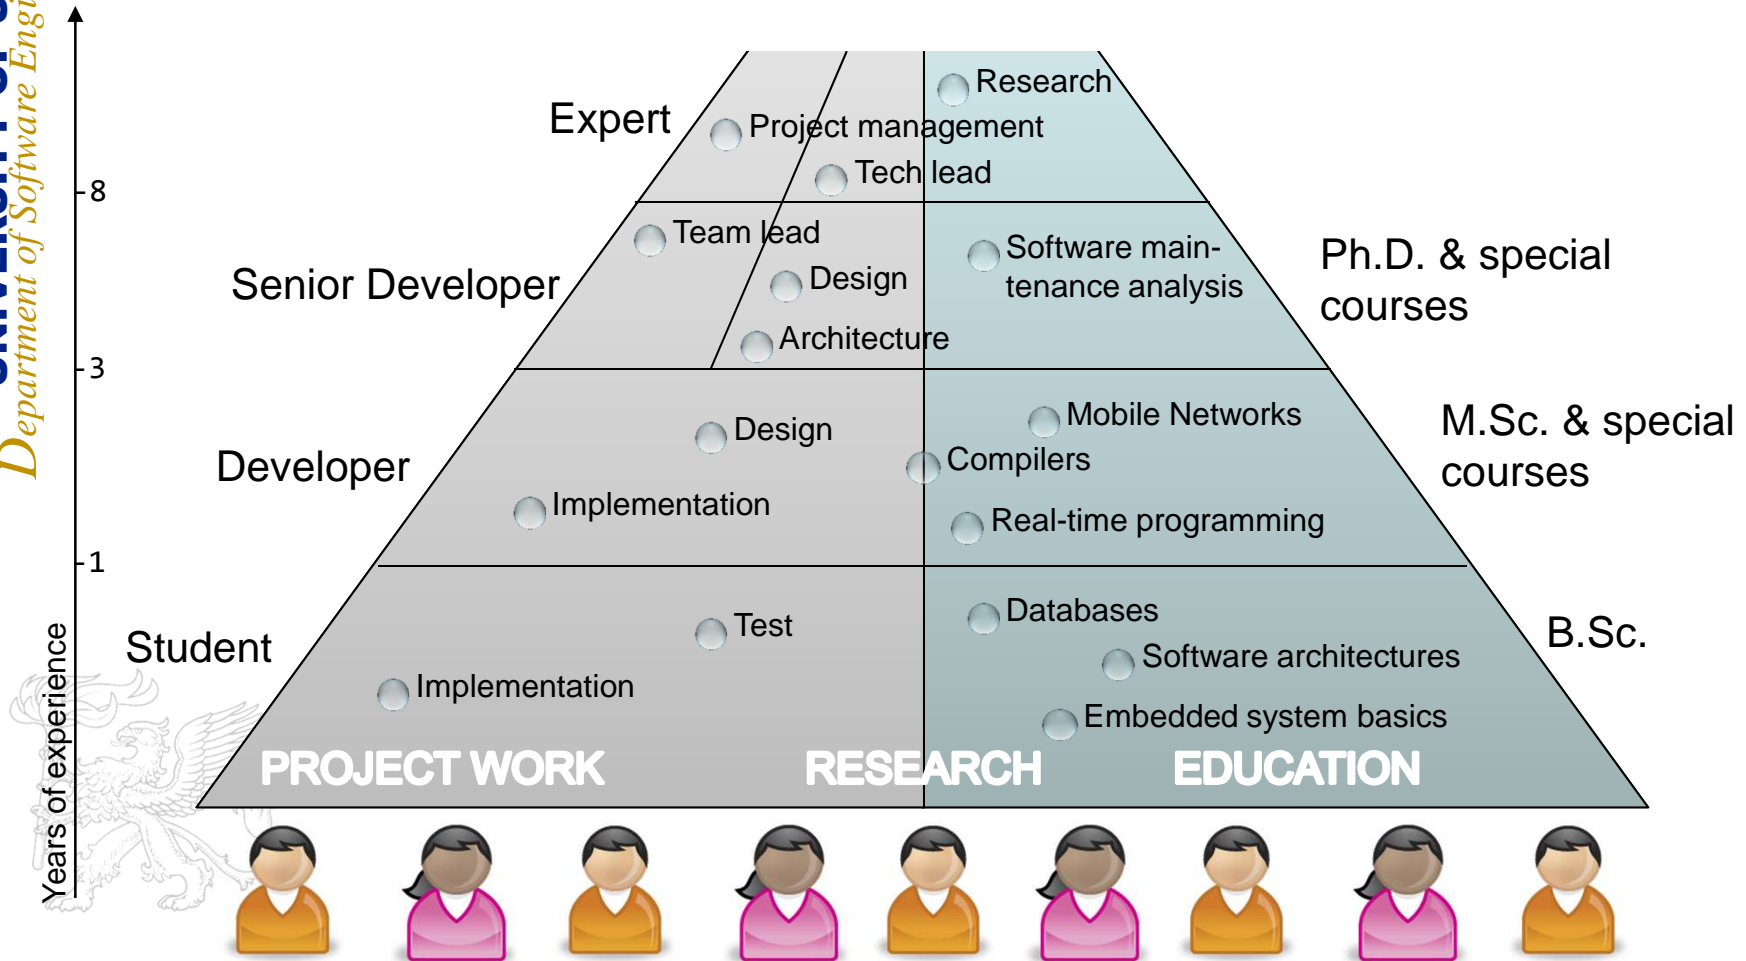 Department of Software Engi
Research
Expert
Project management
Tech lead
8
Team lead
Software main-
tenance analysis
Ph.D. & special
courses
Design
Senior Developer
Architecture
3
Mobile Networks
M.Sc. & special
courses
Design
Compilers
Developer
Implementation
Real-time programming
1
Databases
Test
B.Sc.
Student
Software architectures
Implementation
Embedded system basics
PROJECT WORK RESEARCH EDUCATION
Years of experience